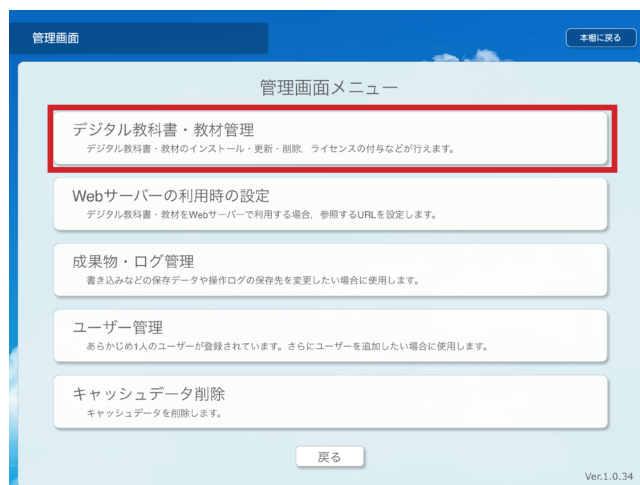 管理画面
本棚に戻る
管理画面メニュー
デジタル教科書・教材管理
デジタル教科書・教材のインストール・更新・削除，ライセンスの付与などが行えます。
Webサーバーの利用時の設定
デジタル教科書・教材をWebサーバーで利用する場合，参照するURLを設定します。
成果物・ログ管理
書き込みなどの保存データや操作ログの保存先を変更したい場合に使用します。
ユーザー管理
あらかじめ1人のユーザーが登録されています。さらにユーザーを追加したい場合に使用します。
キャッシュデータ削除
キャッシュデータを削除します。
戻る
Ver.1.0.34